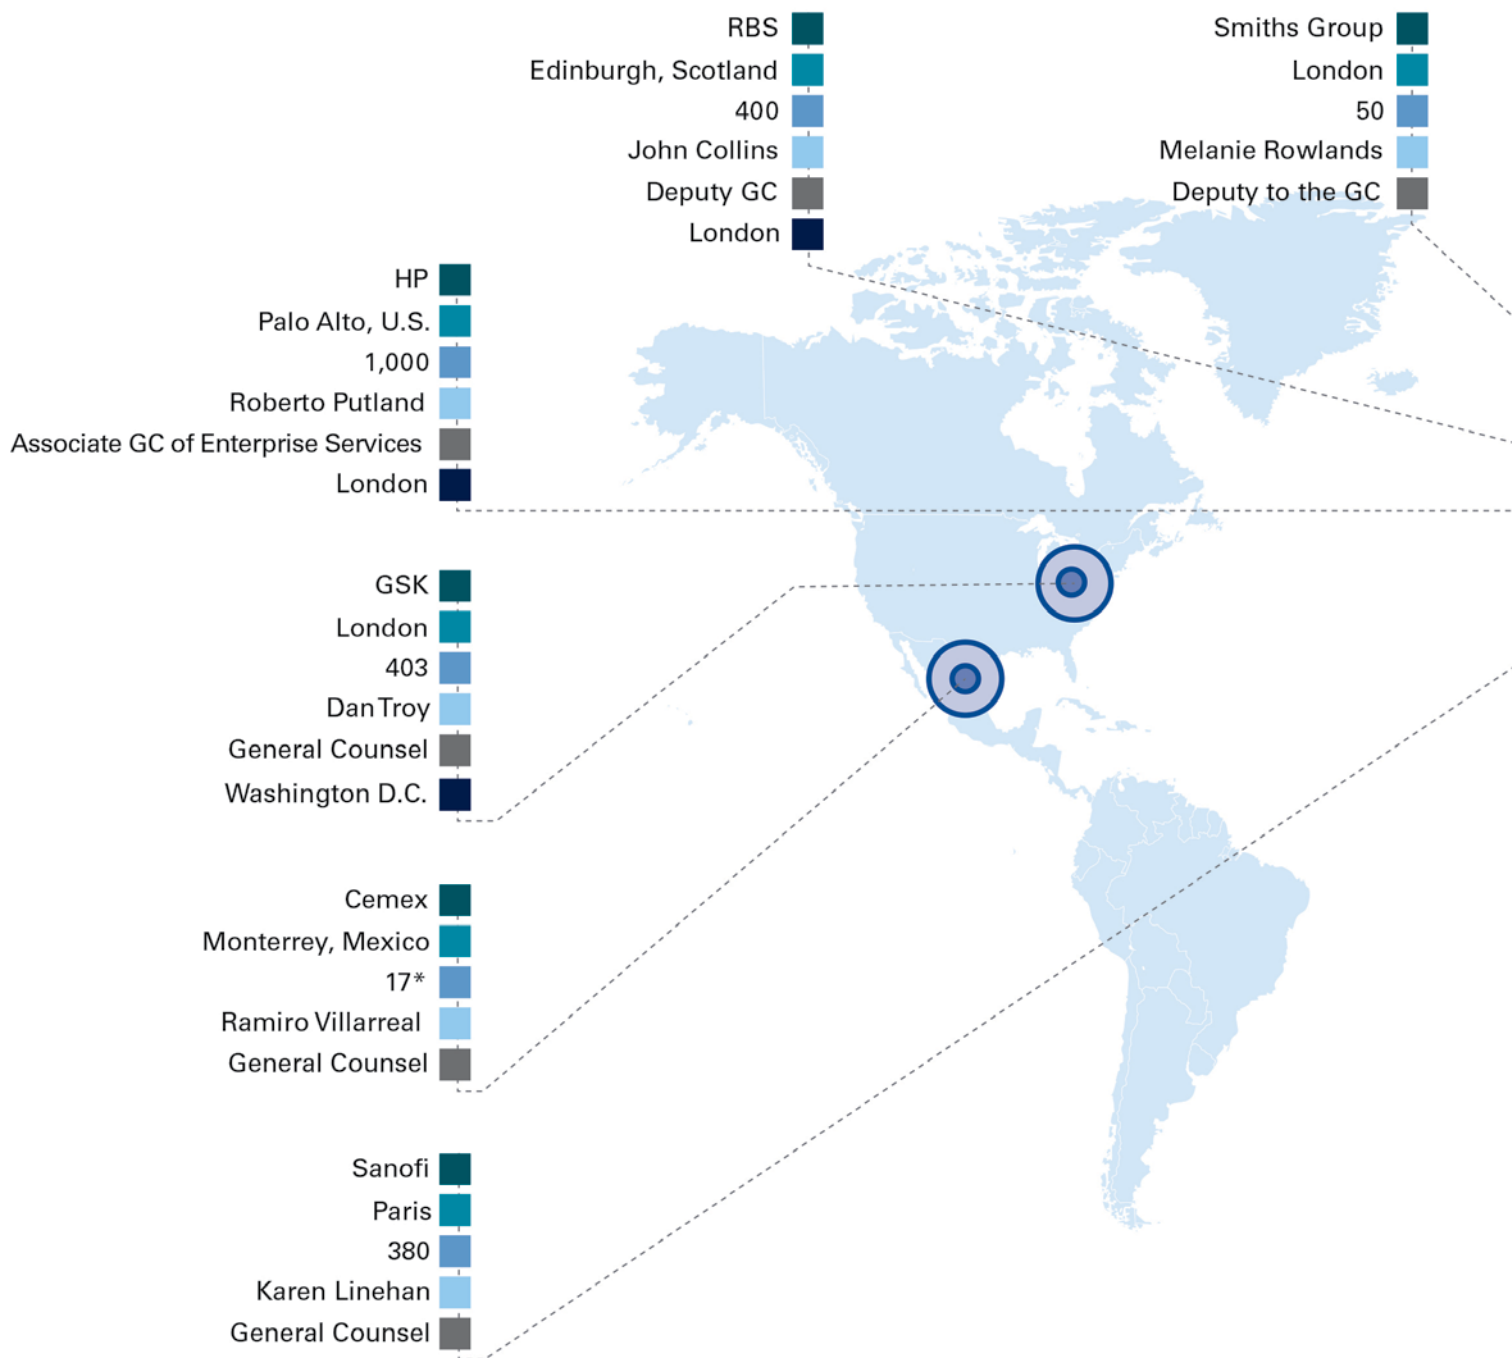 RBS
Edinburgh, Scotland
400
John Collins
Deputy GC
London
Smiths Group
London
50
Melanie Rowlands
Deputy to the GC
HP
Palo Alto, U.S.
1,000
Roberto Putland
Associate GC of Enterprise Services
London
GSK
London
403
Dan Troy
General Counsel
Washington D.C.
Cemex
Monterrey, Mexico
17*
Ramiro Villarreal
General Counsel
Sanofi
Paris
380
Karen Linehan
General Counsel